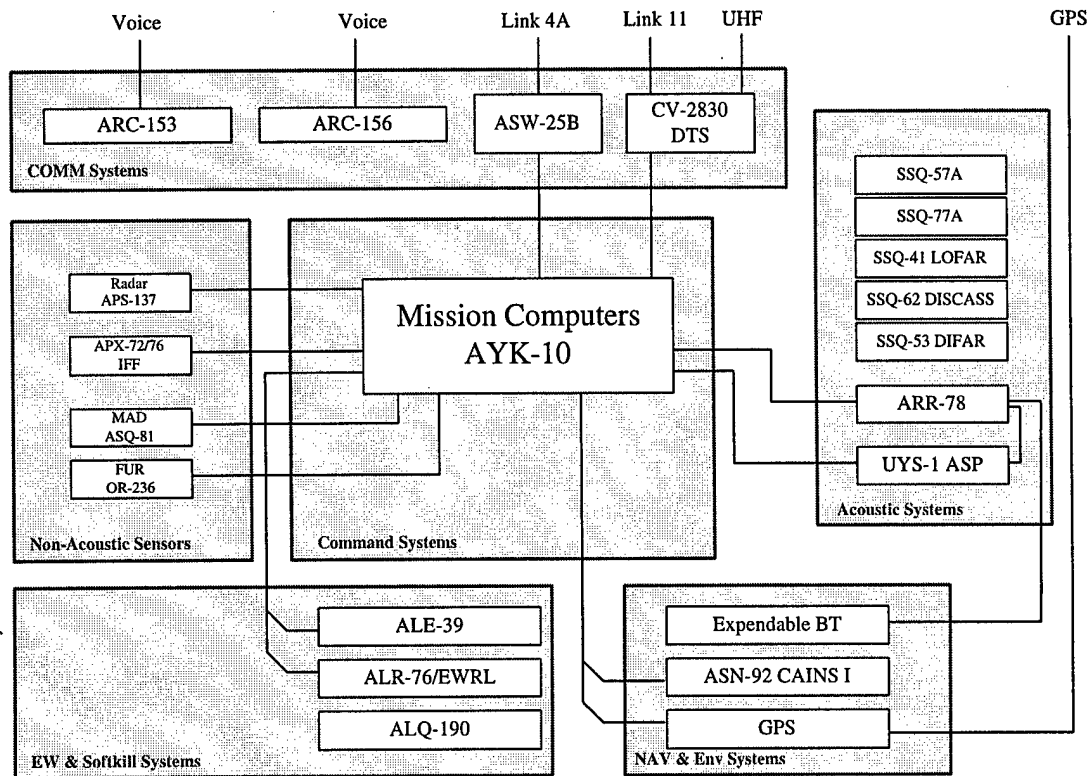 Voice
Voice
Link 4A
Link 11
UHF
GPS
ARC-153
ARC-156
ASW-25B
CV-2830
DTS
COMM Systems
SSQ-57A
SSQ-77A
SSQ-41 LOFAR
SSQ-62 DISCASS
SSQ-53 DIFAR
ARR-78
UYS-1 ASP
Acoustic Systems
Radar
APS-137
APX-72/76
IFF
MAD
ASQ-81
FUR
OR-236
Non-Acoustic Sensors
Mission Computers
AYK-10
Command Systems
ALE-39
ALR-76/EWRL
ALQ-190
EW & Softkill Systems
Expendable BT
ASN-92 CAINS I
GPS
NAV & Env Systems